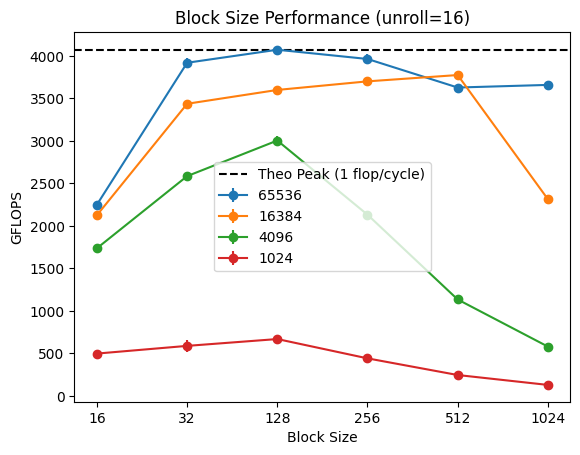 Block Size Performance (unroll=16)
4000
3500
3000
2500
2000
1500
1000
500
0
GFLOPS
Theo Peak (1 flop/cycle)
65536
16384
4096
1024
16 32 128 256 512 1024
Block Size